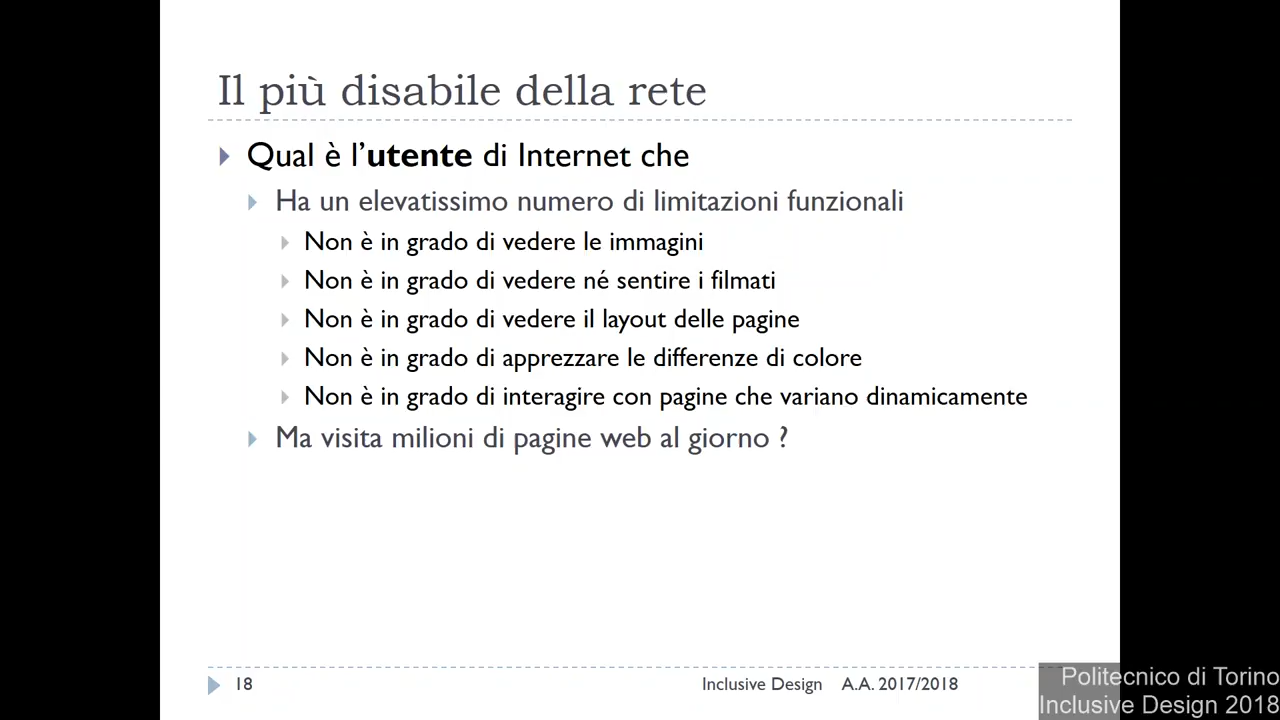 Il più disabile della rete
Qual è l'utente di Internet che
Ha un elevatissimo numero di limitazioni funzionali
Non è in grado di vedere le immagini
Non è in grado di vedere né sentire i filmati
Non è in grado di vedere il layout delle pagine
Non è in grado di apprezzare le differenze di colore
Non è in grado di interagire con pagine che variano dinamicamente
Ma visita milioni di pagine web al giorno ?
18
Inclusive Design A.A. 2017/2018
Politecnico di Torino
Inclusive Design 2018